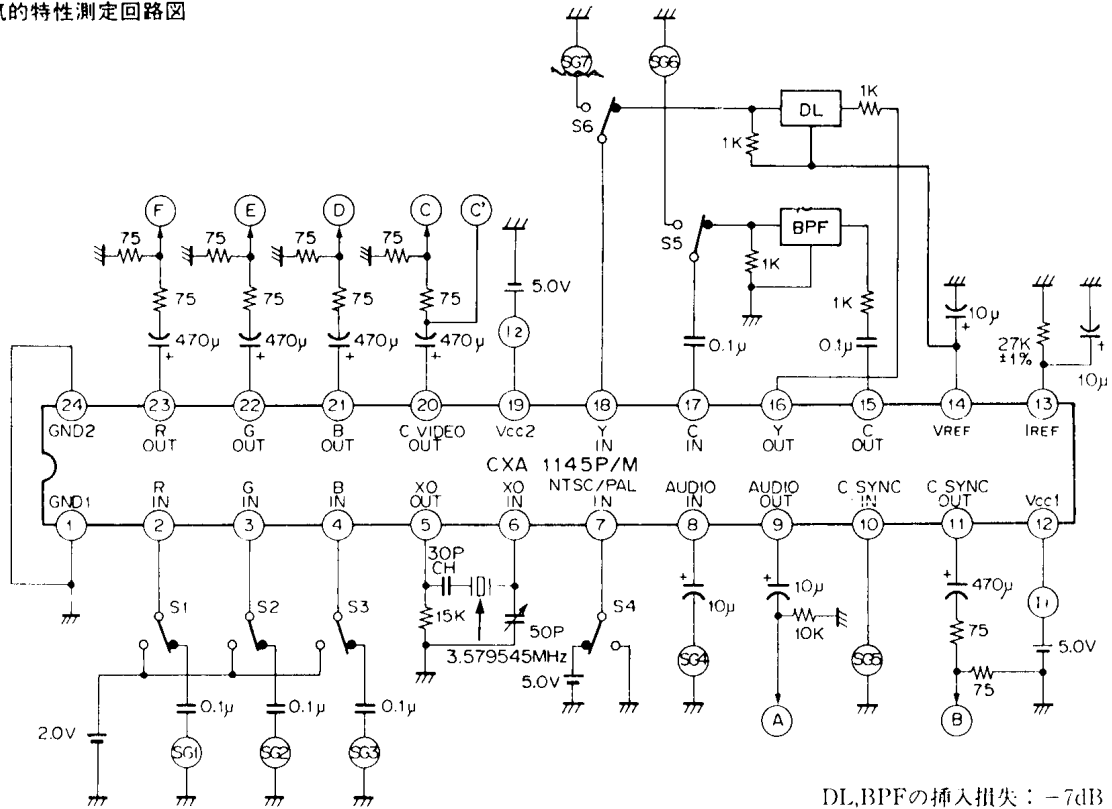 気的特性測定回路図
SG7
SG6
S6
DL
1K
1K
S5
BPF
1K
1K
F
E
D
C
C'
75
75
75
75
75
75
75
75
5.0V
I2
470μ
470μ
470μ
470μ
0.1μ
0.1μ
10μ
27K
±1%
10μ
24
23
22
21
20
19
18
17
16
15
14
13
GND2
R
OUT
G
OUT
B
OUT
C VIDEO
OUT
Vcc2
Y
IN
C
IN
Y
OUT
C
OUT
VREF
IREF
CXA 1145P/M
GND1
R
IN
G
IN
B
IN
XO
OUT
XO
IN
NTSC/PAL
IN
AUDIO
IN
AUDIO
OUT
C SYNC
IN
C SYNC
OUT
Vcc1
1
2
3
4
5
6
7
8
9
10
11
12
30P
CH
15K
50P
3.579545MHz
S1
S2
S3
S4
5.0V
10μ
10μ
10K
470μ
75
75
I1
5.0V
SG4
SG5
A
B
2.0V
0.1μ
0.1μ
0.1μ
SG1
SG2
SG3
DL,BPFの挿入損失：－7dB